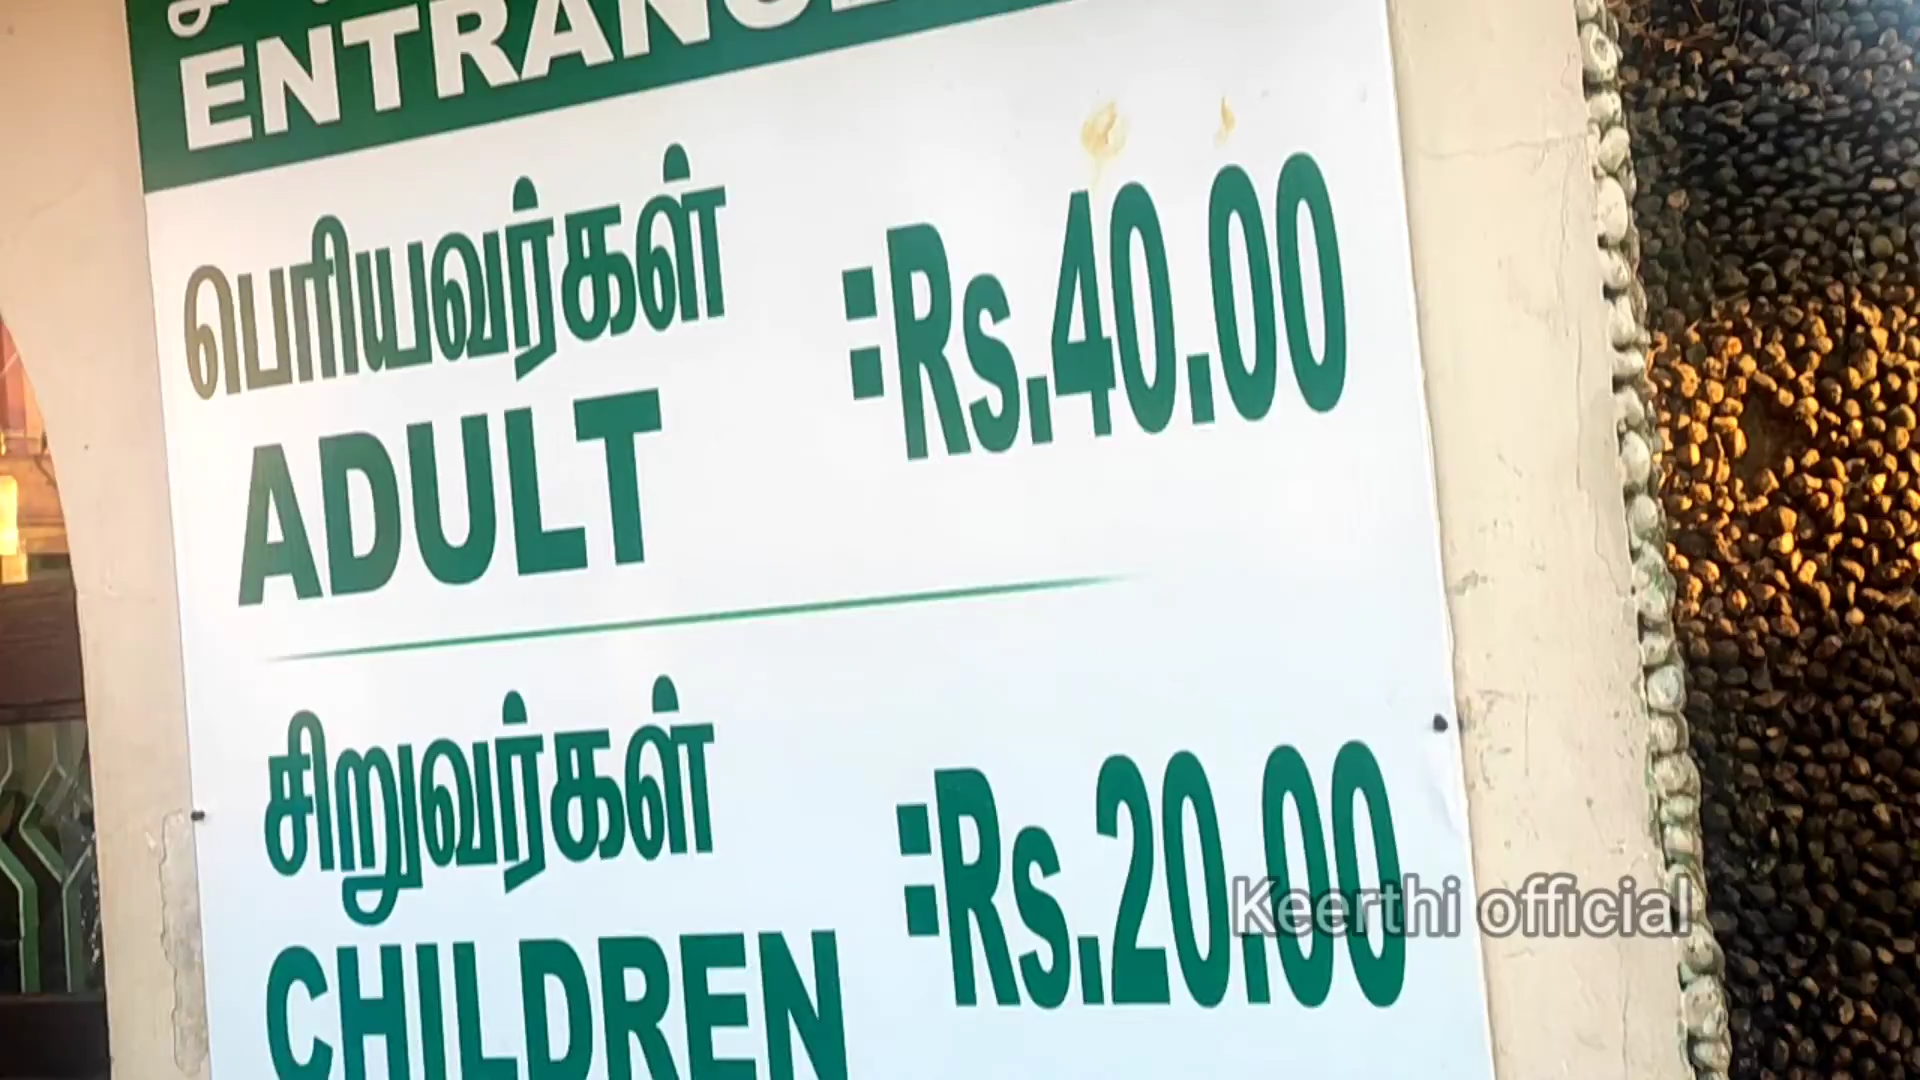 ENTRANCE
பெரியவர்கள்
ADULT
:Rs.40.00
சிறுவர்கள்
CHILDREN
:Rs.20.00
Keerthi official